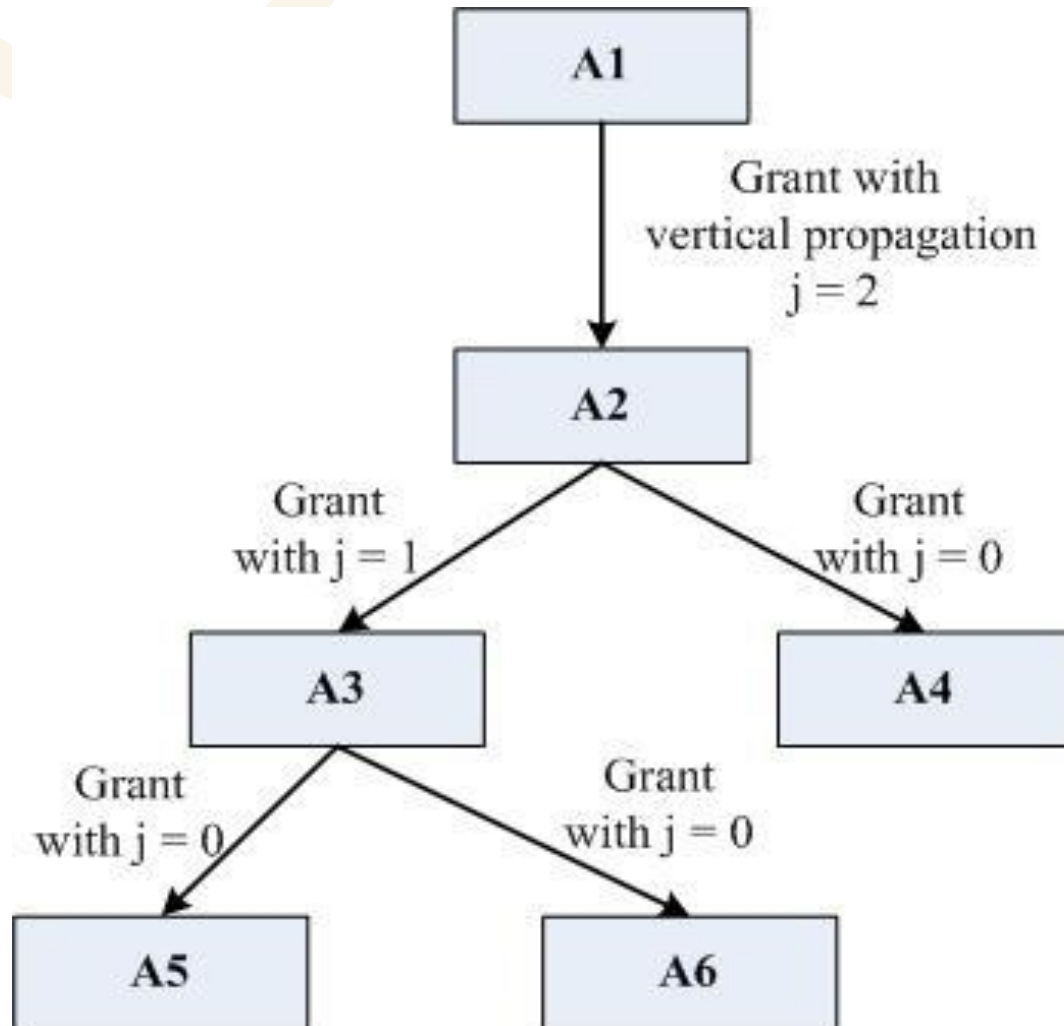 A1
Grant with
vertical propagation
j = 2
A2
Grant
with j = 1
Grant
with j = 0
A3
A4
Grant
with j = 0
Grant
with j = 0
A5
A6